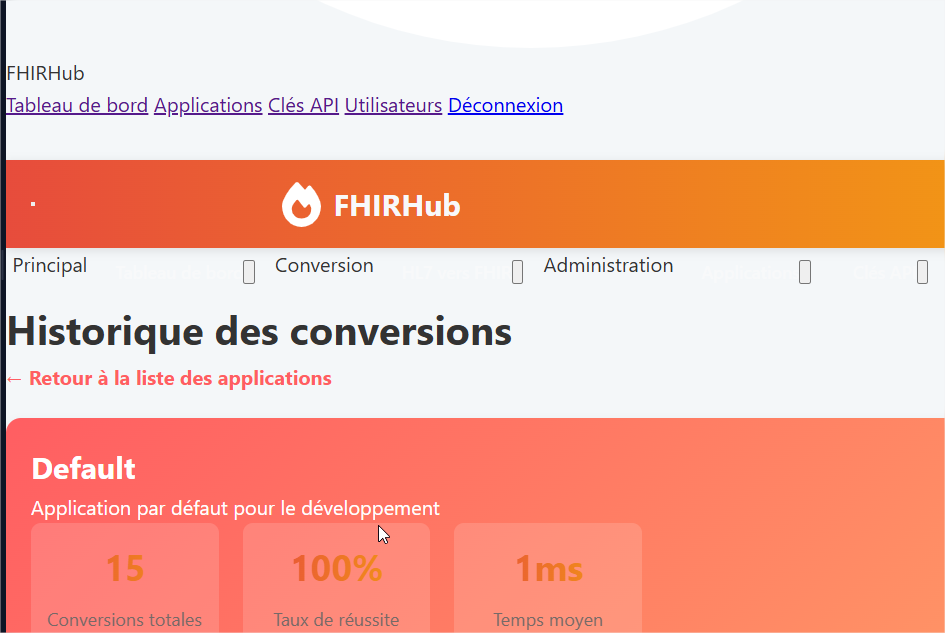 FHIRHub
Tableau de bord Applications Clés API Utilisateurs Déconnexion
FHIRHub
Principal Tableau de bord Conversion HL7 vers FHIR Administration Applications Clés API
Historique des conversions
← Retour à la liste des applications
Default
Application par défaut pour le développement
15 100% 1ms
Conversions totales Taux de réussite Temps moyen